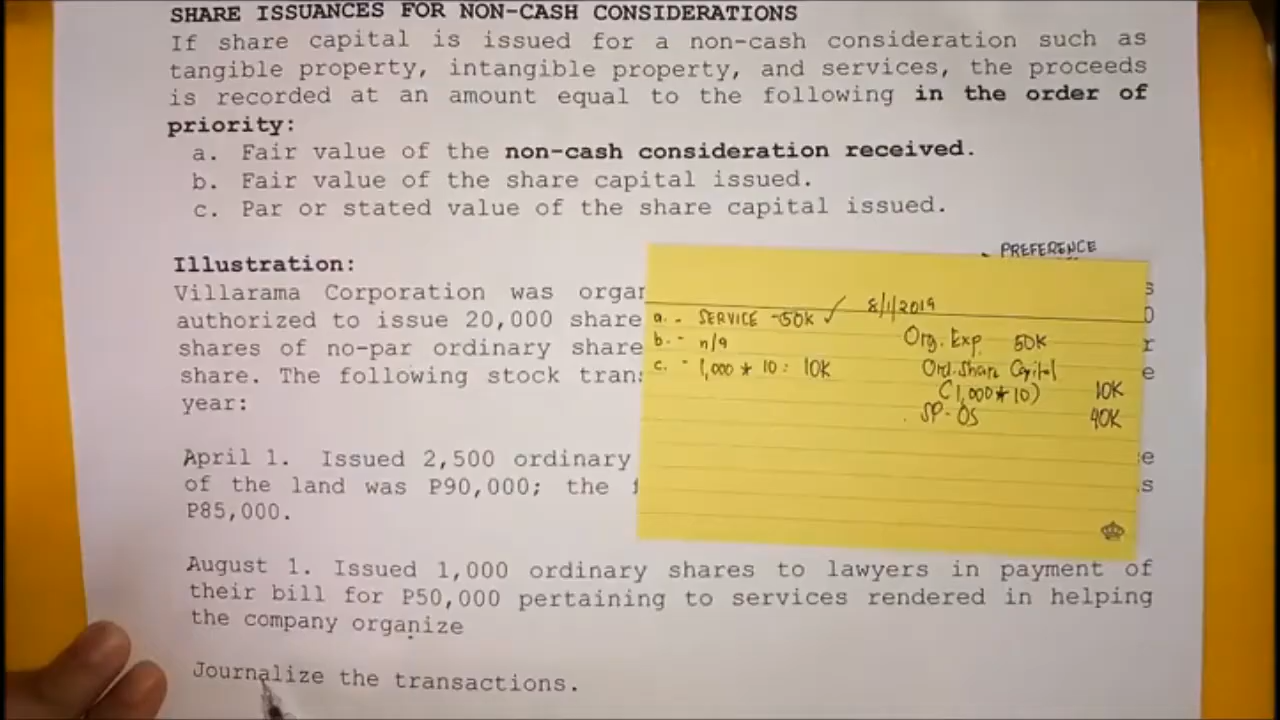 SHARE ISSUANCES FOR NON-CASH CONSIDERATIONS
If share capital is issued for a non-cash consideration such as
tangible property, intangible property, and services, the proceeds
is recorded at an amount equal to the following in the order of
priority:
a. Fair value of the non-cash consideration received.
b. Fair value of the share capital issued.
c. Par or stated value of the share capital issued.
PREFERENCE
Illustration:
Villarama Corporation was organ
authorized to issue 20,000 share
shares of no-par ordinary share
share. The following stock trans
year:
8/1/2019
a. - SERVICE - 50K ✓
b. - n/a
c. - 1,000 * 10 : 10K
Org. Exp. 50K
Ord. Share Capital
(1,000 * 10) 10K
SP- OS 40K
April 1. Issued 2,500 ordinary
of the land was P90,000; the
P85,000.
August 1. Issued 1,000 ordinary shares to lawyers in payment of
their bill for P50,000 pertaining to services rendered in helping
the company organize
Journalize the transactions.